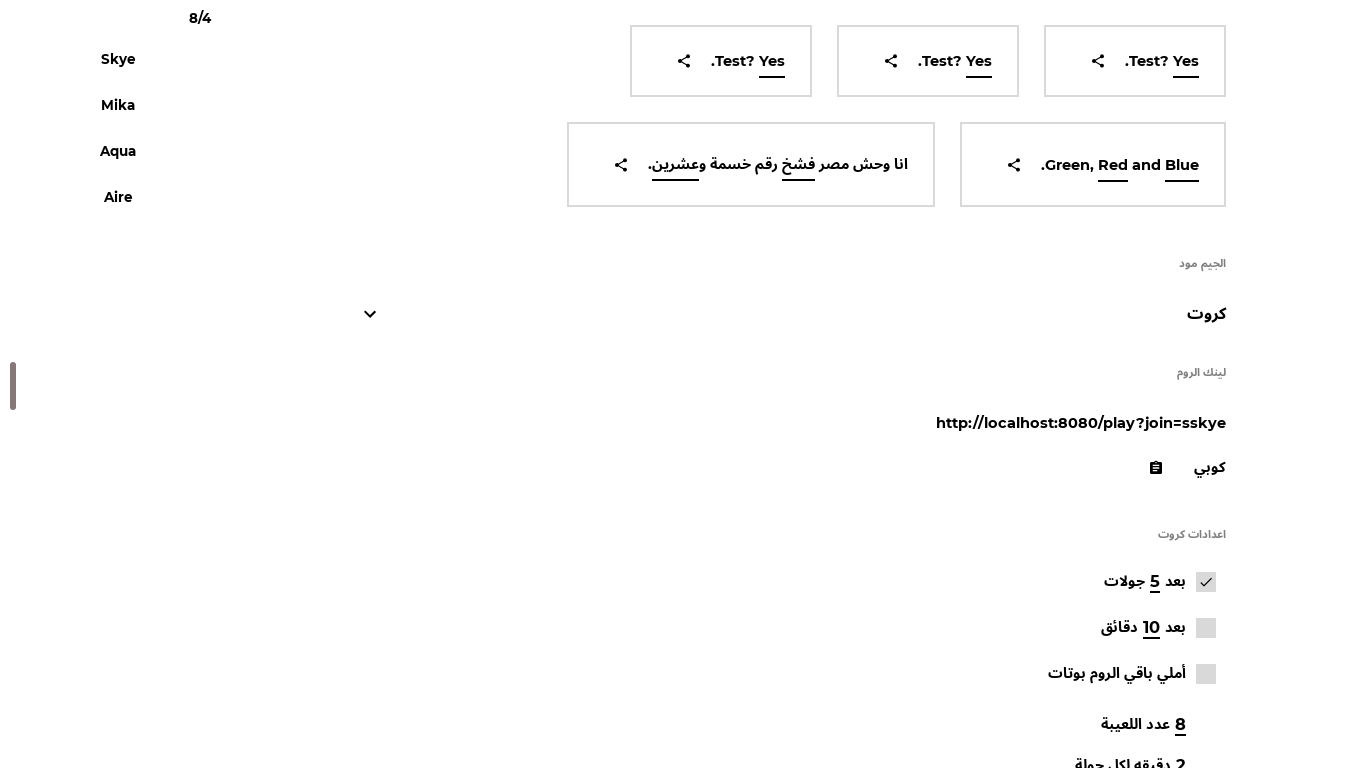 8/4
Skye
Mika
Aqua
Aire
Test? Yes.
Test? Yes.
Test? Yes.
Green, Red and Blue.
انا وحش مصر فشخ رقم خمسة وعشرين.
الجيم مود
كروت
لينك الروم
http://localhost:8080/play?join=sskye
كوبي
اعدادات كروت
بعد 5 جولات
بعد 10 دقائق
أملي باقي الروم بوتات
8 عدد اللعيبة
2 دقيقه لكل جولة